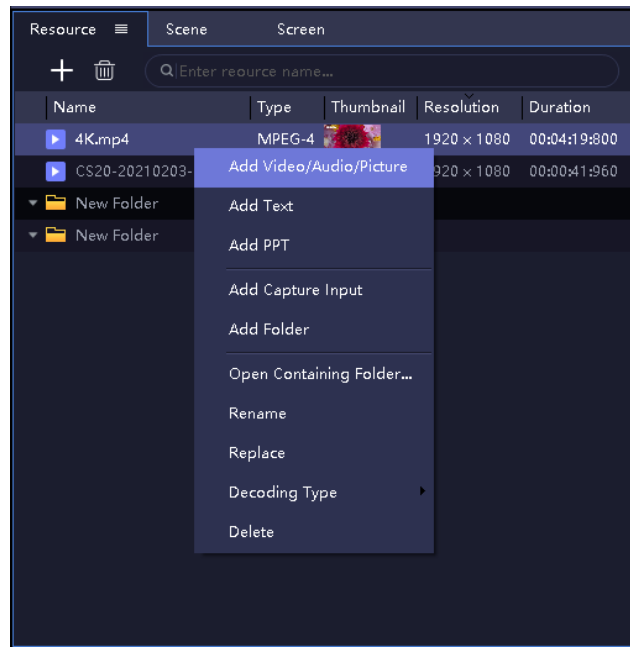 Resource Scene Screen
Enter reource name...
Name Type Thumbnail Resolution Duration
4K.mp4 MPEG-4 1920 × 1080 00:04:19:800
CS20-20210203- 920 × 1080 00:00:41:960
New Folder
New Folder
Add Video/Audio/Picture
Add Text
Add PPT
Add Capture Input
Add Folder
Open Containing Folder...
Rename
Replace
Decoding Type
Delete